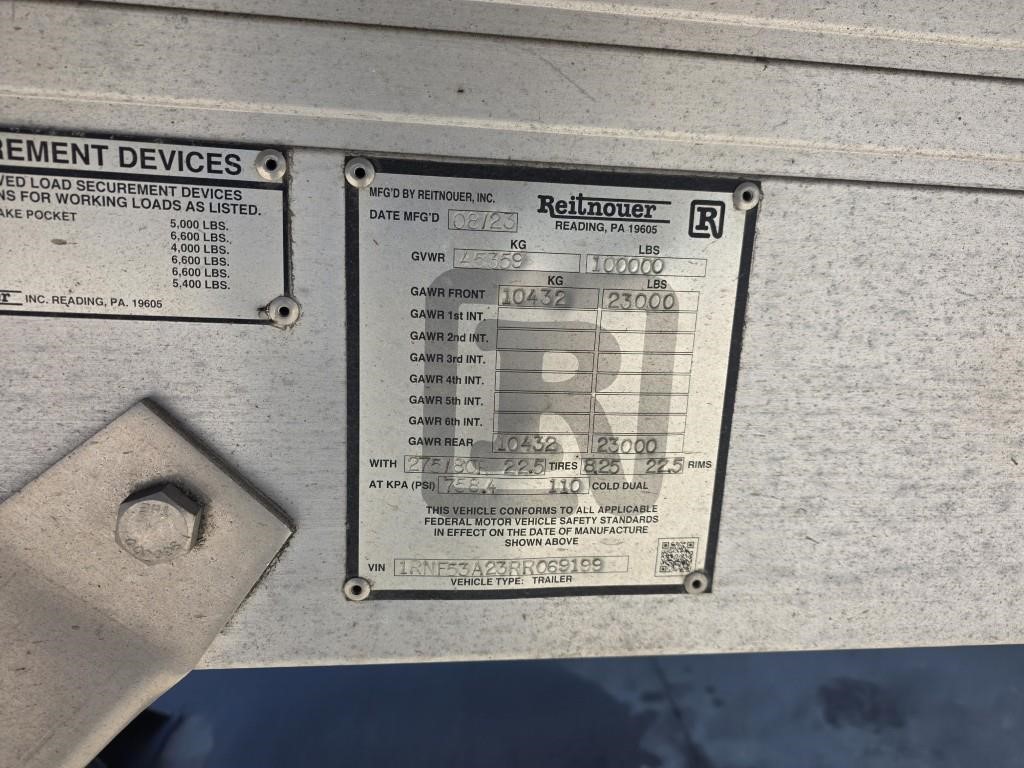 REMENT DEVICES
VED LOAD SECUREMENT DEVICES
NS FOR WORKING LOADS AS LISTED.
AKE POCKET
5,000 LBS.
6,600 LBS.
4,000 LBS.
6,600 LBS.
6,600 LBS.
5,400 LBS.
INC. READING, PA. 19605
MFG'D BY REITNOUER, INC.
Reitnouer R
DATE MFG'D 08/23
READING, PA 19605
KG LBS
GVWR 45359 100000
KG LBS
GAWR FRONT 10432 23000
GAWR 1st INT.
GAWR 2nd INT.
GAWR 3rd INT.
GAWR 4th INT.
GAWR 5th INT.
GAWR 6th INT.
GAWR REAR 10432 23000
WITH 275/80R 22.5 TIRES 8.25 22.5 RIMS
AT KPA (PSI) 758.4 110 COLD DUAL
THIS VEHICLE CONFORMS TO ALL APPLICABLE
FEDERAL MOTOR VEHICLE SAFETY STANDARDS
IN EFFECT ON THE DATE OF MANUFACTURE
SHOWN ABOVE
VIN 1RNF53A23RR069199
VEHICLE TYPE: TRAILER